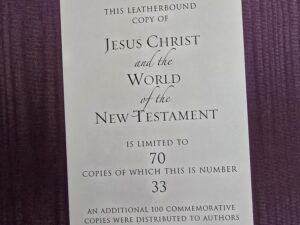 THIS LEATHERBOUND
COPY OF
JESUS CHRIST
and the
WORLD
of the
NEW TESTAMENT
IS LIMITED TO
70
COPIES OF WHICH THIS IS NUMBER
33
AN ADDITIONAL 100 COMMEMORATIVE
COPIES WERE DISTRIBUTED TO AUTHORS